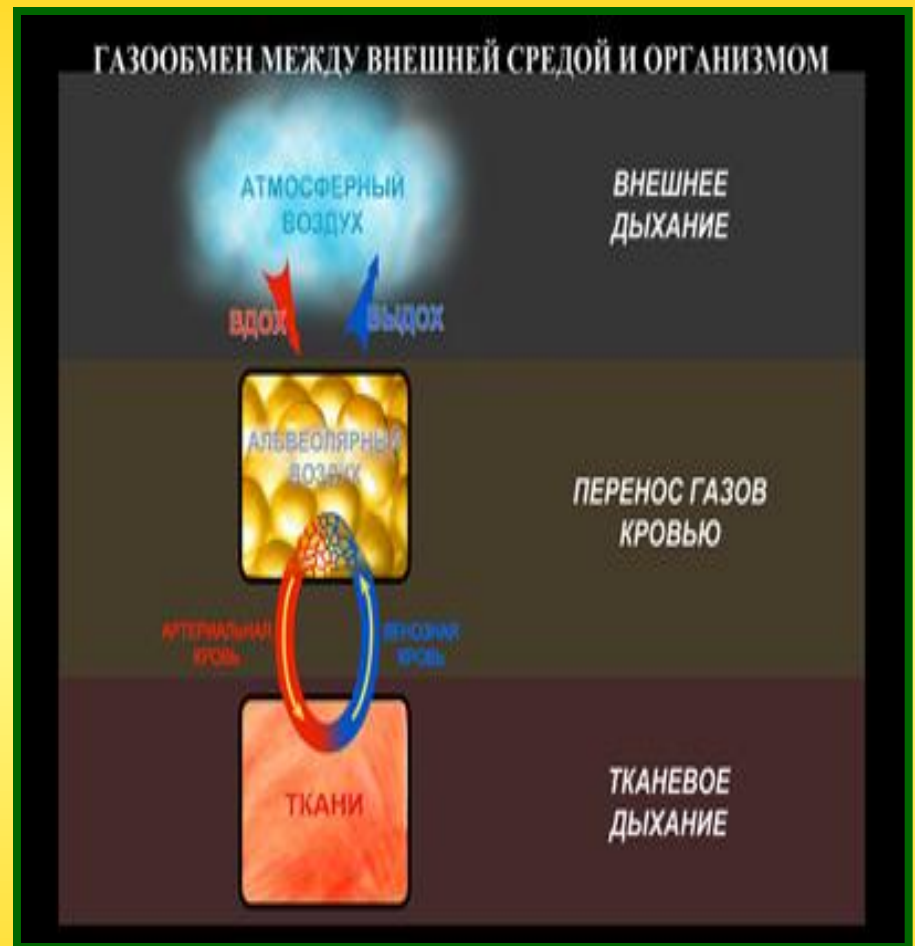 ГАЗООБМЕН МЕЖДУ ВНЕШНЕЙ СРЕДОЙ И ОРГАНИЗМОМ
АТМОСФЕРНЫЙ
ВОЗДУХ
ВНЕШНЕЕ
ДЫХАНИЕ
ВДОХ
ВЫДОХ
АЛЬВЕОЛЯРНЫЙ
ВОЗДУХ
ПЕРЕНОС ГАЗОВ
КРОВЬЮ
АРТЕРИАЛЬНАЯ
КРОВЬ
ВЕНОЗНАЯ
КРОВЬ
ТКАНИ
ТКАНЕВОЕ
ДЫХАНИЕ